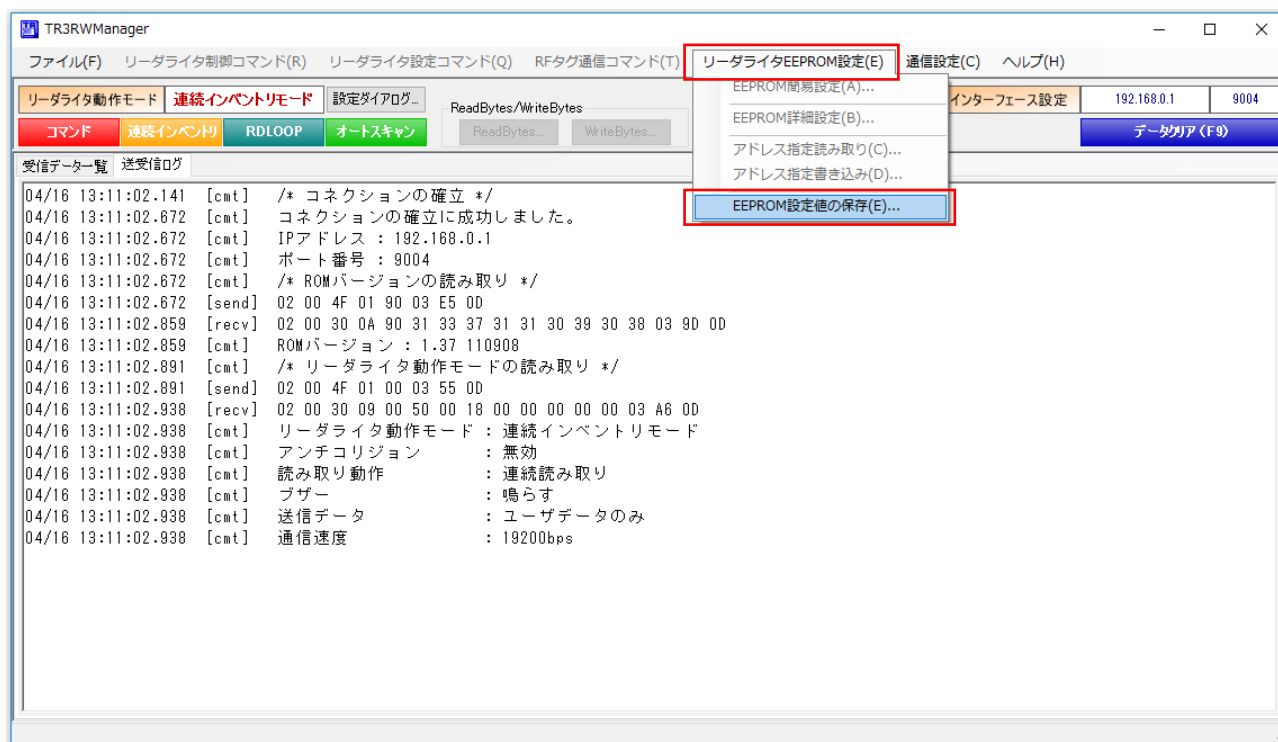 TR3RWManager
ファイル(F) リーダライタ制御コマンド(R) リーダライタ設定コマンド(Q) RFタグ通信コマンド(T) リーダライタEEPROM設定(E) 通信設定(C) ヘルプ(H)
リーダライタ動作モード 連続インベントリモード 設定ダイアログ... ReadBytes/WriteBytes インターフェース設定 192.168.0.1 9004
コマンド 連続インベントリ RDLOOP オートスキャン ReadBytes... WriteBytes... データクリア(F9)
EEPROM簡易設定(A)...
EEPROM詳細設定(B)...
アドレス指定読み取り(C)...
アドレス指定書き込み(D)...
EEPROM設定値の保存(E)...
受信データ一覧 送受信ログ
04/16 13:11:02.141 [cmt] /* コネクションの確立 */
04/16 13:11:02.672 [cmt] コネクションの確立に成功しました。
04/16 13:11:02.672 [cmt] IPアドレス : 192.168.0.1
04/16 13:11:02.672 [cmt] ポート番号 : 9004
04/16 13:11:02.672 [cmt] /* ROMバージョンの読み取り */
04/16 13:11:02.672 [send] 02 00 4F 01 90 03 E5 0D
04/16 13:11:02.859 [recv] 02 00 30 0A 90 31 33 37 31 31 30 39 30 38 03 9D 0D
04/16 13:11:02.859 [cmt] ROMバージョン : 1.37 110908
04/16 13:11:02.891 [cmt] /* リーダライタ動作モードの読み取り */
04/16 13:11:02.891 [send] 02 00 4F 01 00 03 55 0D
04/16 13:11:02.938 [recv] 02 00 30 09 00 50 00 18 00 00 00 00 00 03 A6 0D
04/16 13:11:02.938 [cmt] リーダライタ動作モード : 連続インベントリモード
04/16 13:11:02.938 [cmt] アンチコリジョン : 無効
04/16 13:11:02.938 [cmt] 読み取り動作 : 連続読み取り
04/16 13:11:02.938 [cmt] ブザー : 鳴らす
04/16 13:11:02.938 [cmt] 送信データ : ユーザデータのみ
04/16 13:11:02.938 [cmt] 通信速度 : 19200bps